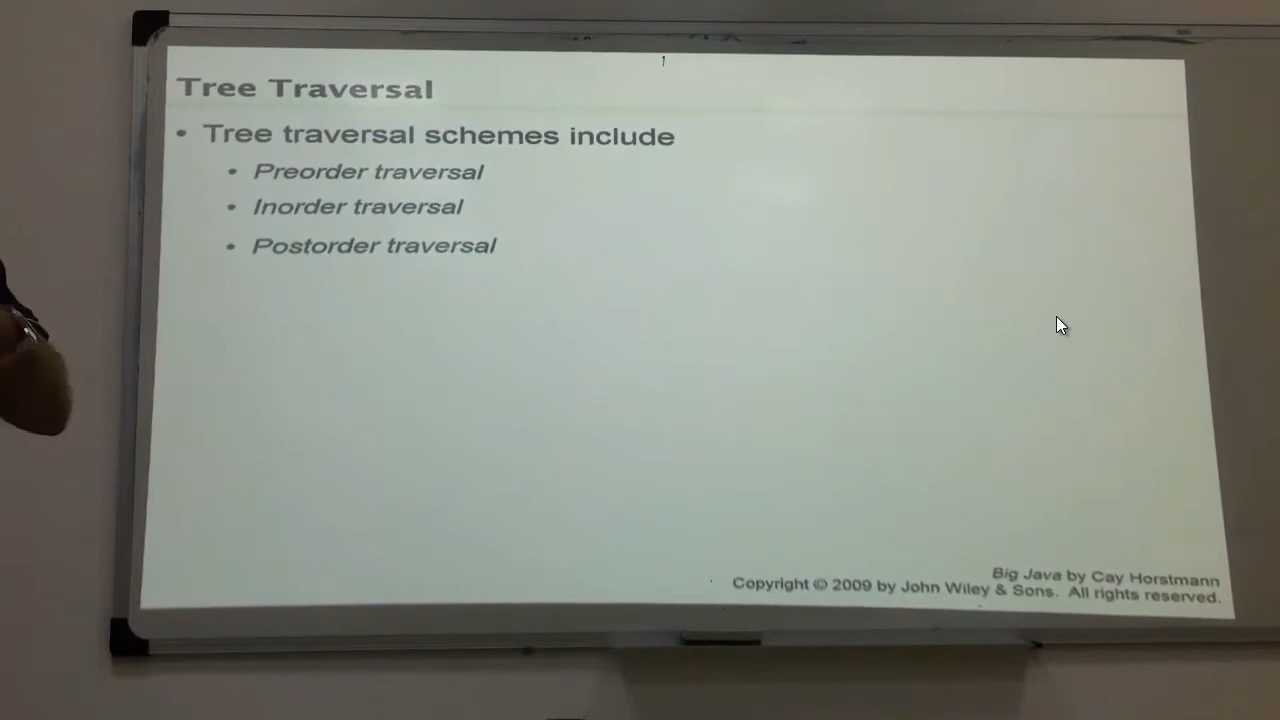 Tree Traversal
• Tree traversal schemes include
• Preorder traversal
• Inorder traversal
• Postorder traversal
Big Java by Cay Horstmann
Copyright © 2009 by John Wiley & Sons. All rights reserved.